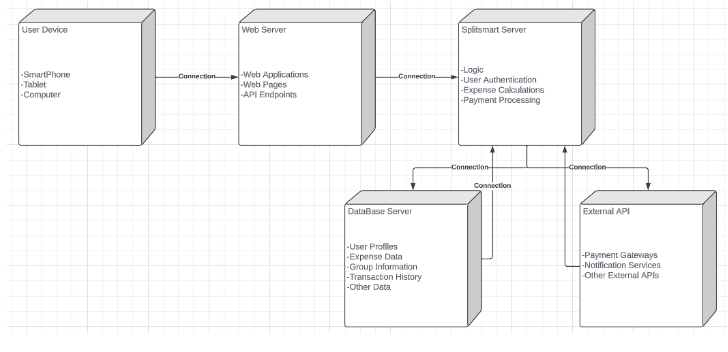 User Device
-SmartPhone
-Tablet
-Computer
Connection
Web Server
-Web Applications
-Web Pages
-API Endpoints
Connection
Splitsmart Server
-Logic
-User Authentication
-Expense Calculations
-Payment Processing
Connection
Connection
Connection
DataBase Server
-User Profiles
-Expense Data
-Group Information
-Transaction History
-Other Data
External API
-Payment Gateways
-Notification Services
-Other External APIs